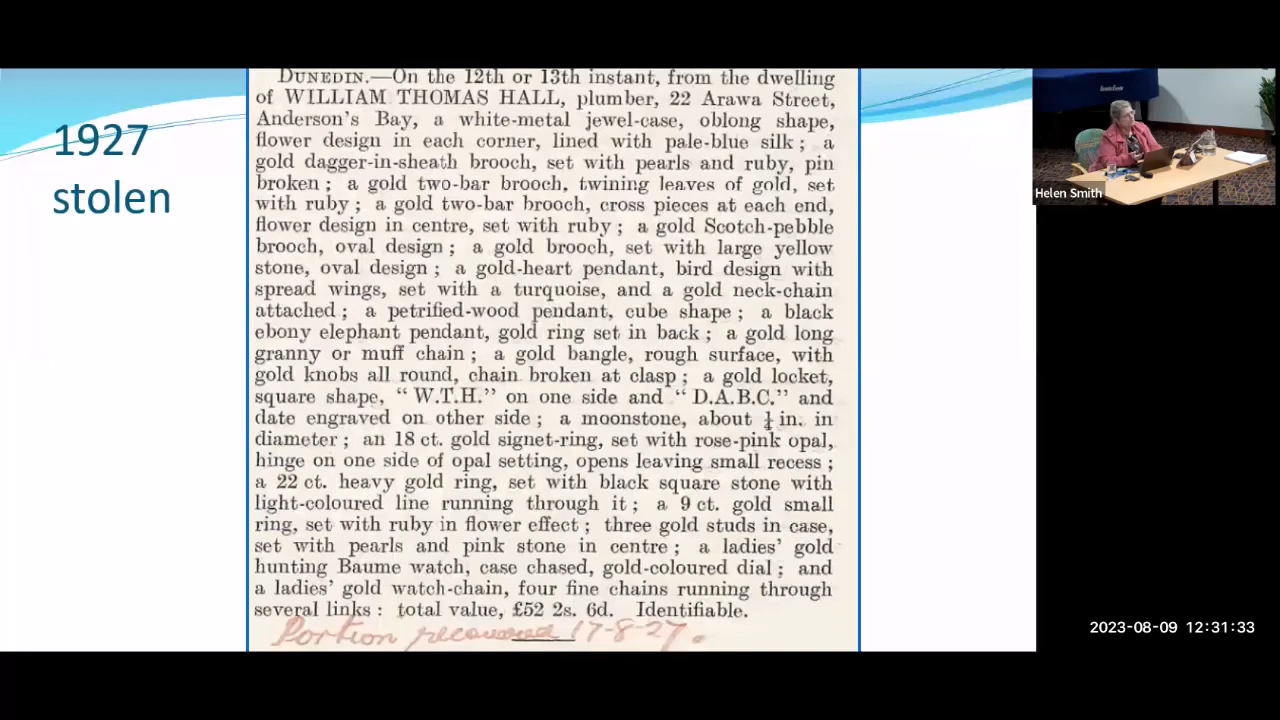 1927
stolen
DUNEDIN.—On the 12th or 13th instant, from the dwelling
of WILLIAM THOMAS HALL, plumber, 22 Arawa Street,
Anderson's Bay, a white-metal jewel-case, oblong shape,
flower design in each corner, lined with pale-blue silk ; a
gold dagger-in-sheath brooch, set with pearls and ruby, pin
broken ; a gold two-bar brooch, twining leaves of gold, set
with ruby ; a gold two-bar brooch, cross pieces at each end,
flower design in centre, set with ruby ; a gold Scotch-pebble
brooch, oval design ; a gold brooch, set with large yellow
stone, oval design ; a gold-heart pendant, bird design with
spread wings, set with a turquoise, and a gold neck-chain
attached ; a petrified-wood pendant, cube shape ; a black
ebony elephant pendant, gold ring set in back ; a gold long
granny or muff chain ; a gold bangle, rough surface, with
gold knobs all round, chain broken at clasp ; a gold locket,
square shape, “ W.T.H.” on one side and “ D.A.B.C.” and
date engraved on other side ; a moonstone, about ¼ in. in
diameter ; an 18 ct. gold signet-ring, set with rose-pink opal,
hinge on one side of opal setting, opens leaving small recess ;
a 22 ct. heavy gold ring, set with black square stone with
light-coloured line running through it ; a 9 ct. gold small
ring, set with ruby in flower effect ; three gold studs in case,
set with pearls and pink stone in centre ; a ladies' gold
hunting Baume watch, case chased, gold-coloured dial ; and
a ladies' gold watch-chain, four fine chains running through
several links : total value, £52 2s. 6d. Identifiable.
Portion recovered 17-8-27.
Helen Smith
2023-08-09 12:31:33